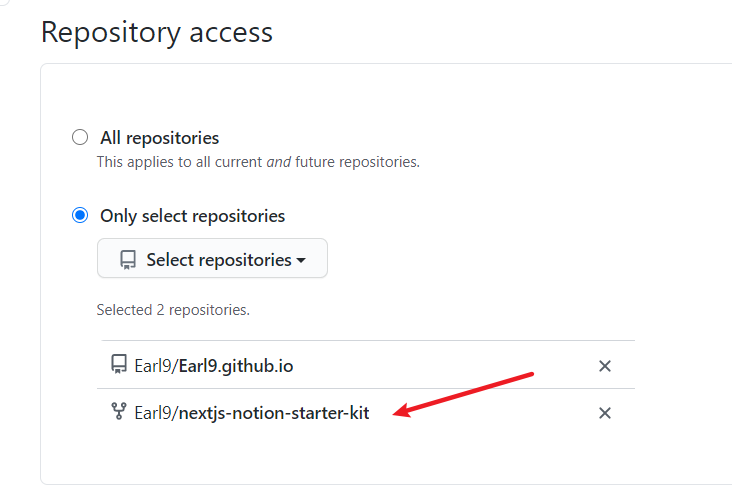 Repository access
All repositories
This applies to all current and future repositories.
Only select repositories
Select repositories
Selected 2 repositories.
Earl9/Earl9.github.io
Earl9/nextjs-notion-starter-kit